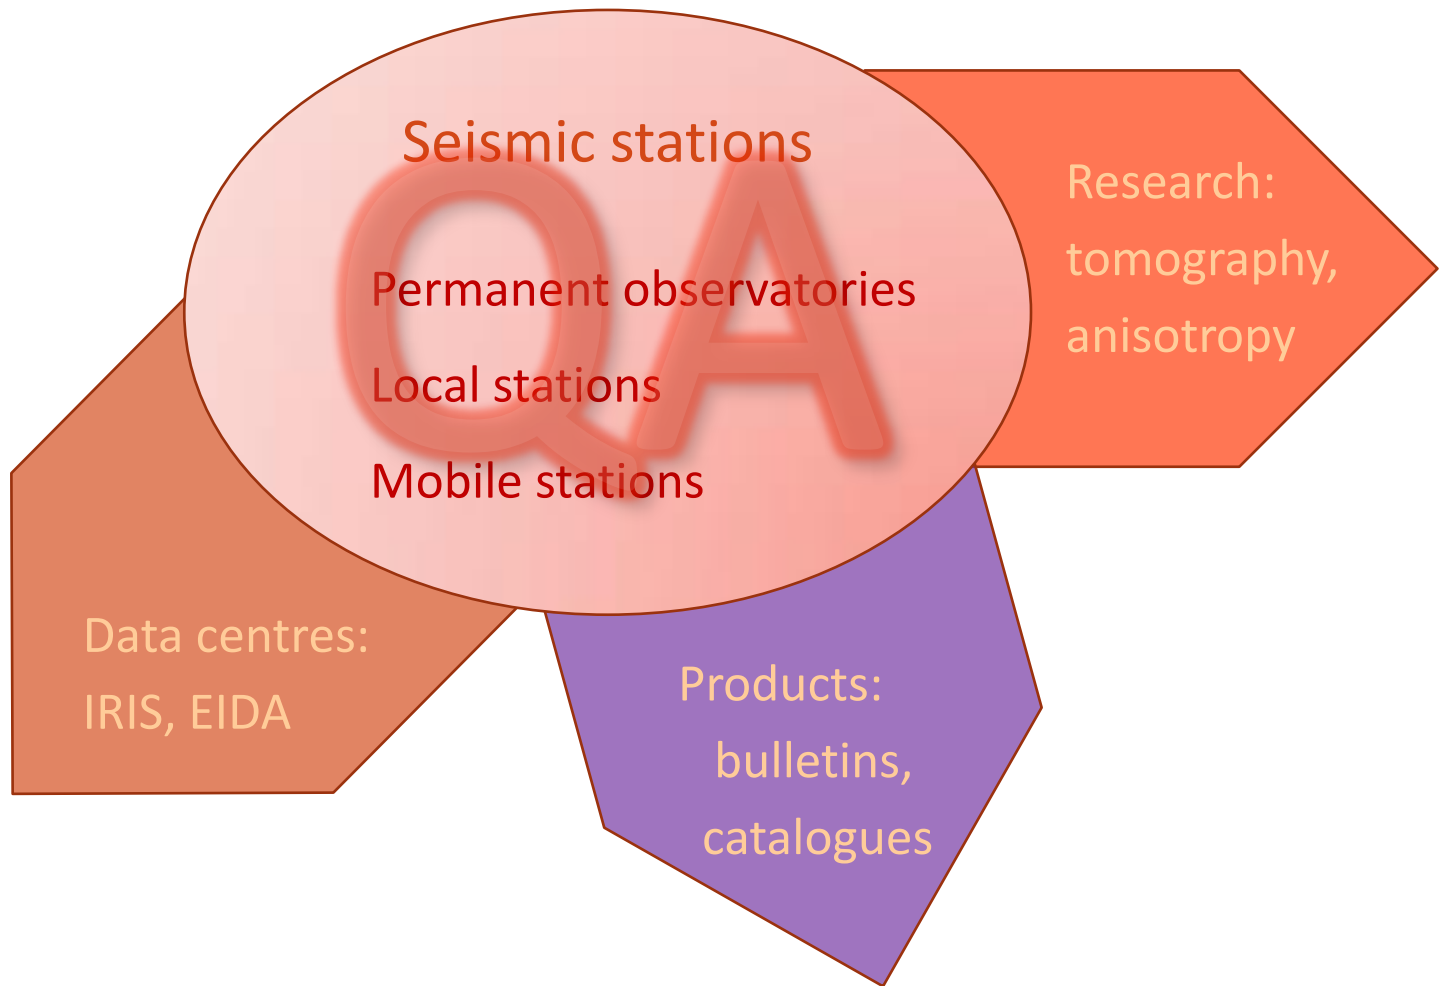 Seismic stations
QA
Permanent observatories
Local stations
Mobile stations
Research:
tomography,
anisotropy
Data centres:
IRIS, EIDA
Products:
bulletins,
catalogues